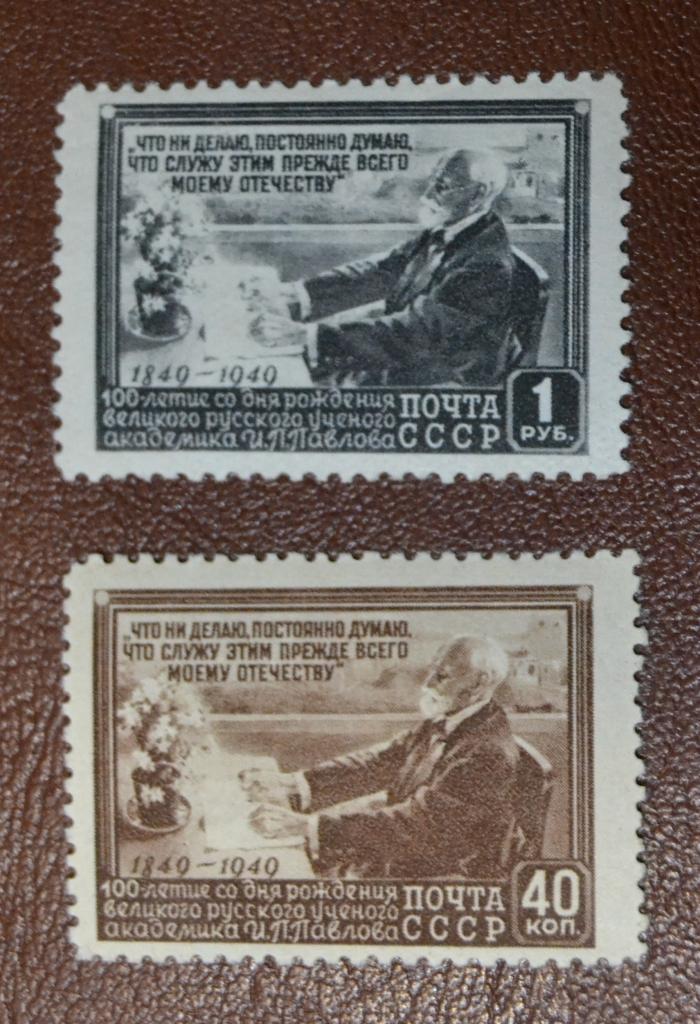 „ЧТО НИ ДЕЛАЮ, ПОСТОЯННО ДУМАЮ,
ЧТО СЛУЖУ ЭТИМ ПРЕЖДЕ ВСЕГО
МОЕМУ ОТЕЧЕСТВУ“
1849-1949
100-летие со дня рождения
великого русского ученого
академика И.П.Павлова
ПОЧТА
СССР
1
РУБ.
„ЧТО НИ ДЕЛАЮ, ПОСТОЯННО ДУМАЮ,
ЧТО СЛУЖУ ЭТИМ ПРЕЖДЕ ВСЕГО
МОЕМУ ОТЕЧЕСТВУ“
1849-1949
100-летие со дня рождения
великого русского ученого
академика И.П.Павлова
ПОЧТА
СССР
40
КОП.